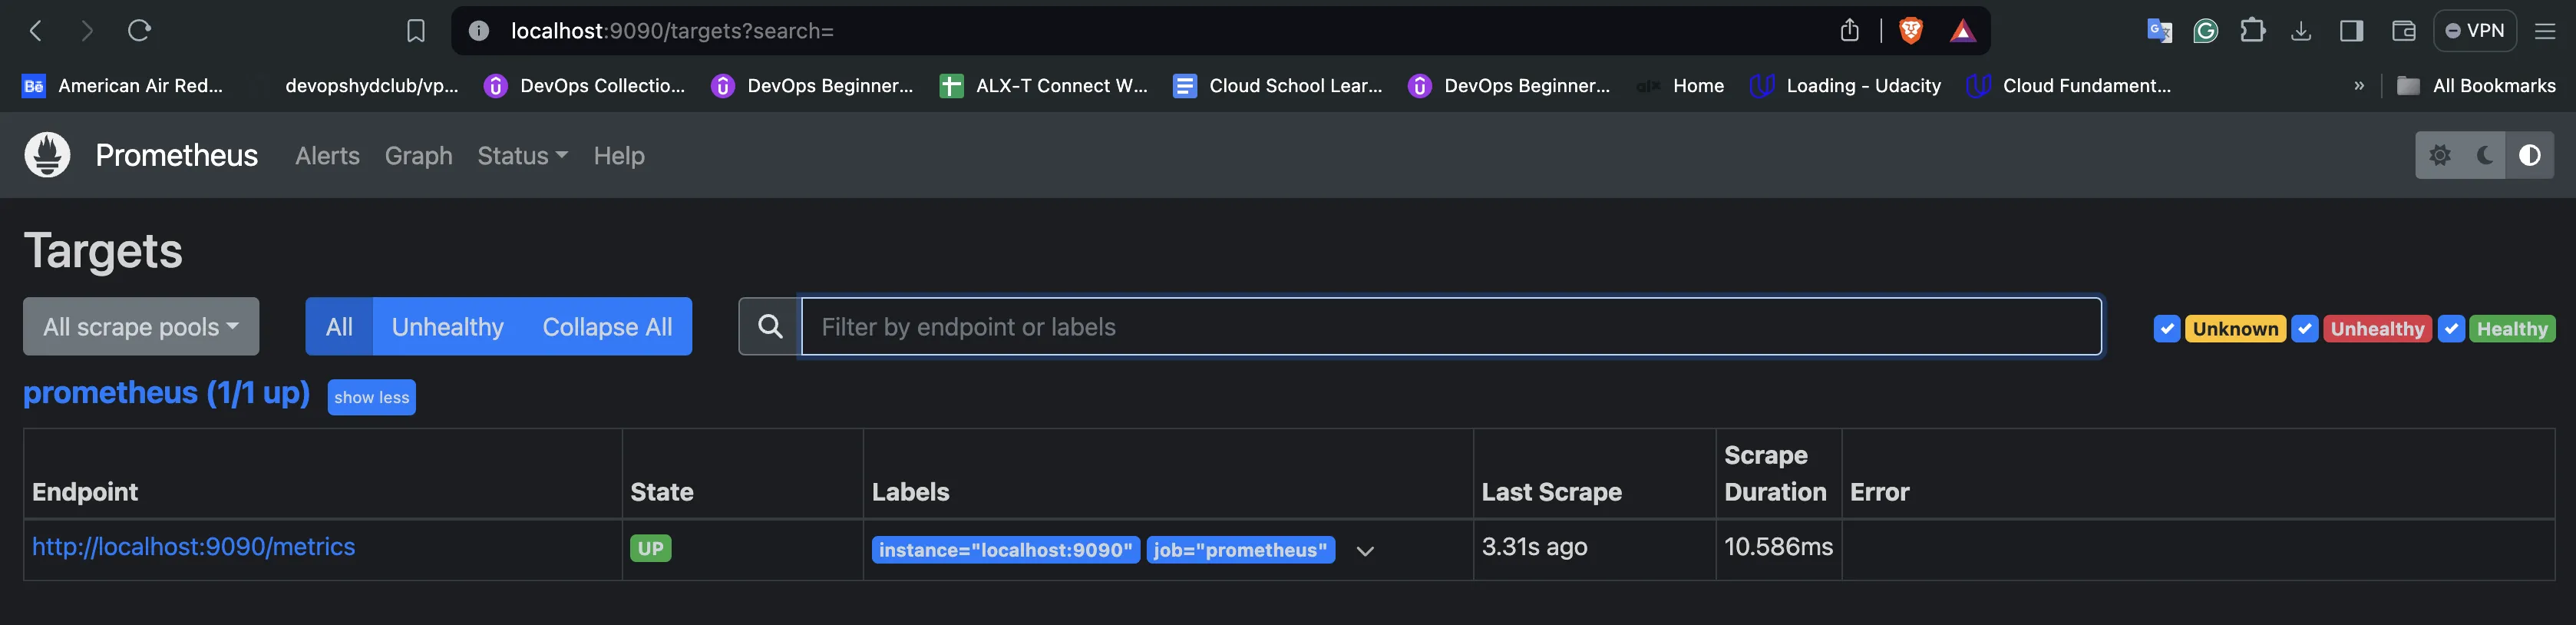 localhost:9090/targets?search=
VPN
Bē American Air Red...
devopshydclub/vp...
DevOps Collectio...
DevOps Beginner...
ALX-T Connect W...
Cloud School Lear...
DevOps Beginner...
alx Home
Loading - Udacity
Cloud Fundament...
»
All Bookmarks
Prometheus Alerts Graph Status Help
Targets
All scrape pools
All Unhealthy Collapse All
Filter by endpoint or labels
Unknown Unhealthy Healthy
prometheus (1/1 up) show less
Endpoint State Labels Last Scrape Scrape Duration Error
http://localhost:9090/metrics UP instance="localhost:9090" job="prometheus" 3.31s ago 10.586ms